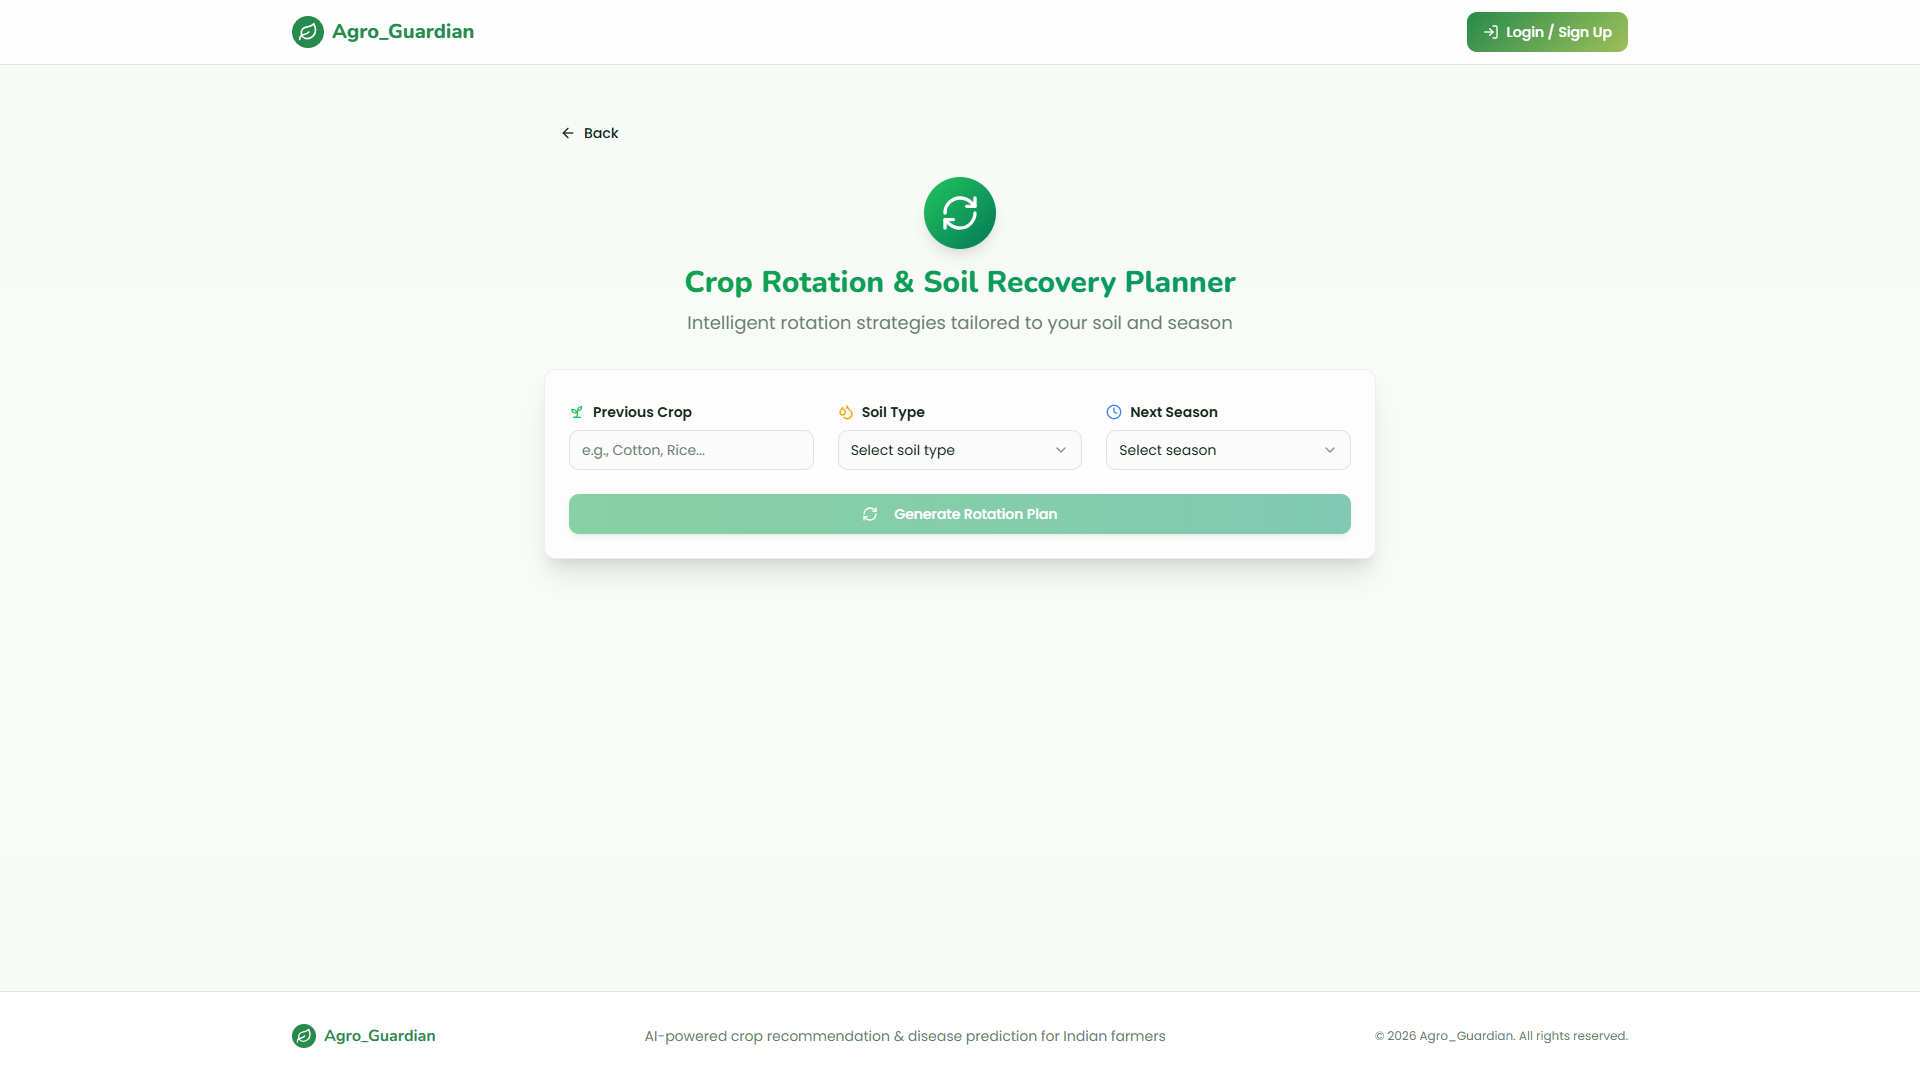 Agro_Guardian
Login / Sign Up
Back
Crop Rotation & Soil Recovery Planner
Intelligent rotation strategies tailored to your soil and season
Previous Crop
Soil Type
Next Season
e.g., Cotton, Rice...
Select soil type
Select season
Generate Rotation Plan
Agro_Guardian
AI-powered crop recommendation & disease prediction for Indian farmers
© 2026 Agro_Guardian. All rights reserved.